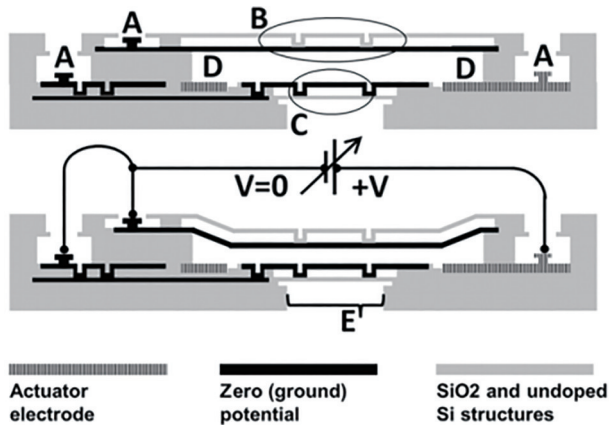 B
A
A
D
D
A
C
V=0
+V
E'
Actuator
electrode
Zero (ground)
potential
SiO2 and undoped
Si structures